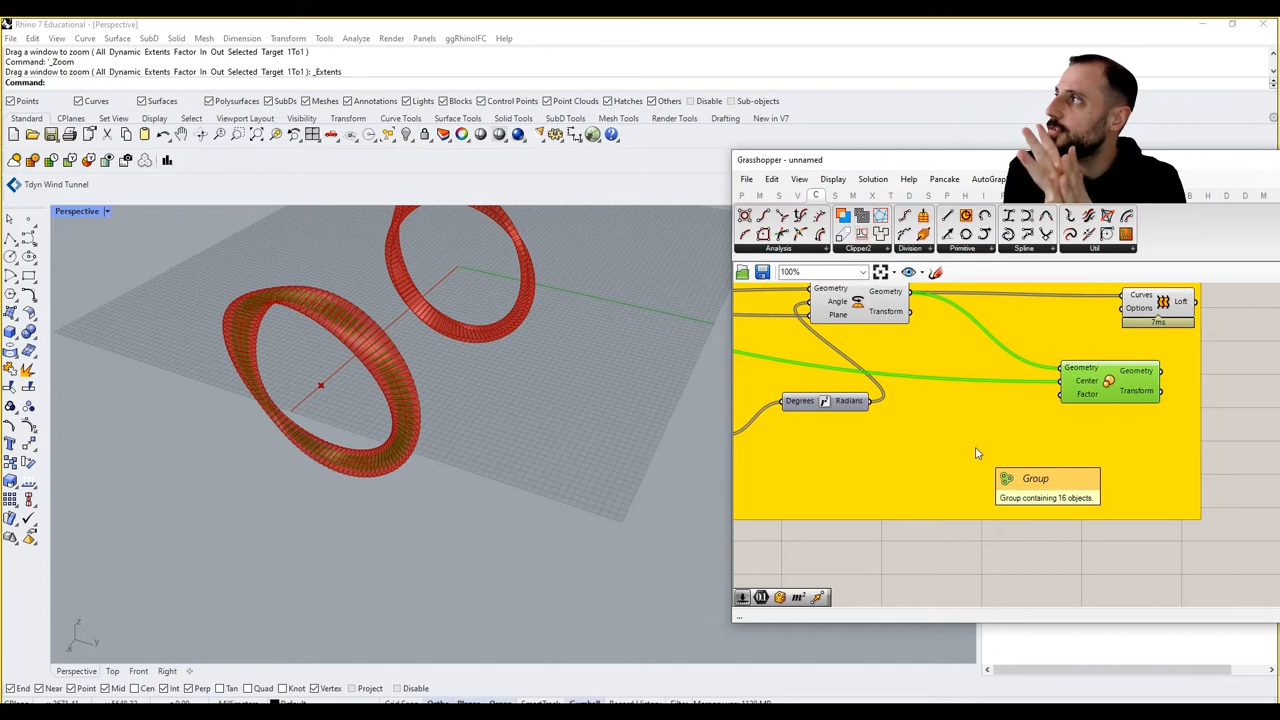 Rhino 7 Educational - [Perspective]
File Edit View Curve Surface SubD Solid Mesh Dimension Transform Tools Analyze Render Panels ggRhinoIFC Help
Drag a window to zoom ( All Dynamic Extents Factor In Out Selected Target 1To1 )
Command: '_Zoom
Drag a window to zoom ( All Dynamic Extents Factor In Out Selected Target 1To1 ): _Extents
Command:
Points Curves Surfaces Polysurfaces SubDs Meshes Annotations Lights Blocks Control Points Point Clouds Hatches Others Disable Sub-objects
Standard CPlanes Set View Display Select Viewport Layout Visibility Transform Curve Tools Surface Tools Solid Tools SubD Tools Mesh Tools Render Tools Drafting New in V7
Tdyn Wind Tunnel
Perspective
z
y
x
Perspective Top Front Right
End Near Point Mid Cen Int Perp Tan Quad Knot Vertex Project Disable
Grasshopper - unnamed
File Edit View Display Solution Help Pancake
P M S V C S M X T D S W P H
Analysis Clipper2 Division Primitive Spline Util
100%
Geometry Geometry
Angle
Plane Transform
Curves Loft
Options
7ms
Geometry Geometry
Center
Factor Transform
Degrees Radians
Group
Group containing 16 objects.
...